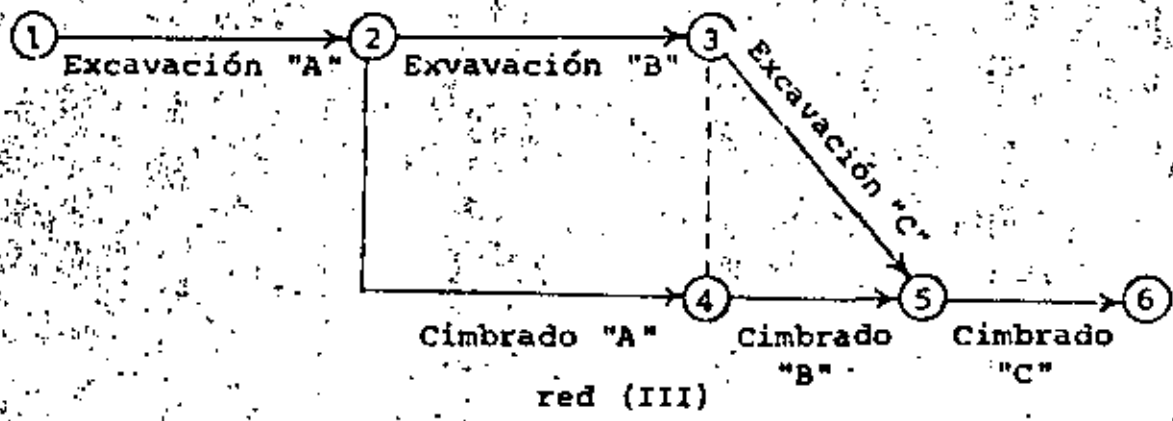 1
2
3
Excavación "A"
Exvavación "B"
Excavación "C"
4
5
6
Cimbrado "A"
Cimbrado
"B"
Cimbrado
"C"
red (III)